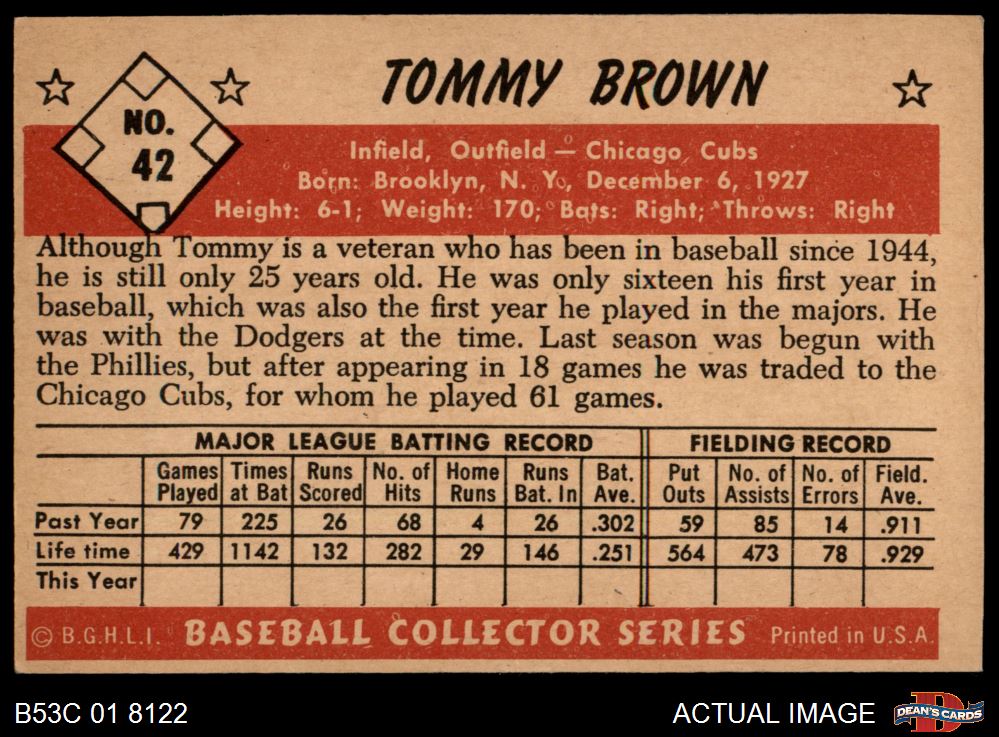 TOMMY BROWN
NO.
42
Infield, Outfield — Chicago Cubs
Born: Brooklyn, N. Y., December 6, 1927
Height: 6-1; Weight: 170; Bats: Right; Throws: Right
Although Tommy is a veteran who has been in baseball since 1944,
he is still only 25 years old. He was only sixteen his first year in
baseball, which was also the first year he played in the majors. He
was with the Dodgers at the time. Last season was begun with
the Phillies, but after appearing in 18 games he was traded to the
Chicago Cubs, for whom he played 61 games.
MAJOR LEAGUE BATTING RECORD FIELDING RECORD
Games Times Runs No. of Home Runs Bat. Put No. of No. of Field.
Played at Bat Scored Hits Runs Bat. In Ave. Outs Assists Errors Ave.
Past Year 79 225 26 68 4 26 .302 59 85 14 .911
Life time 429 1142 132 282 29 146 .251 564 473 78 .929
This Year
© B.G.H.L.I. BASEBALL COLLECTOR SERIES Printed in U.S.A.
B53C 01 8122 ACTUAL IMAGE DEAN'S CARDS